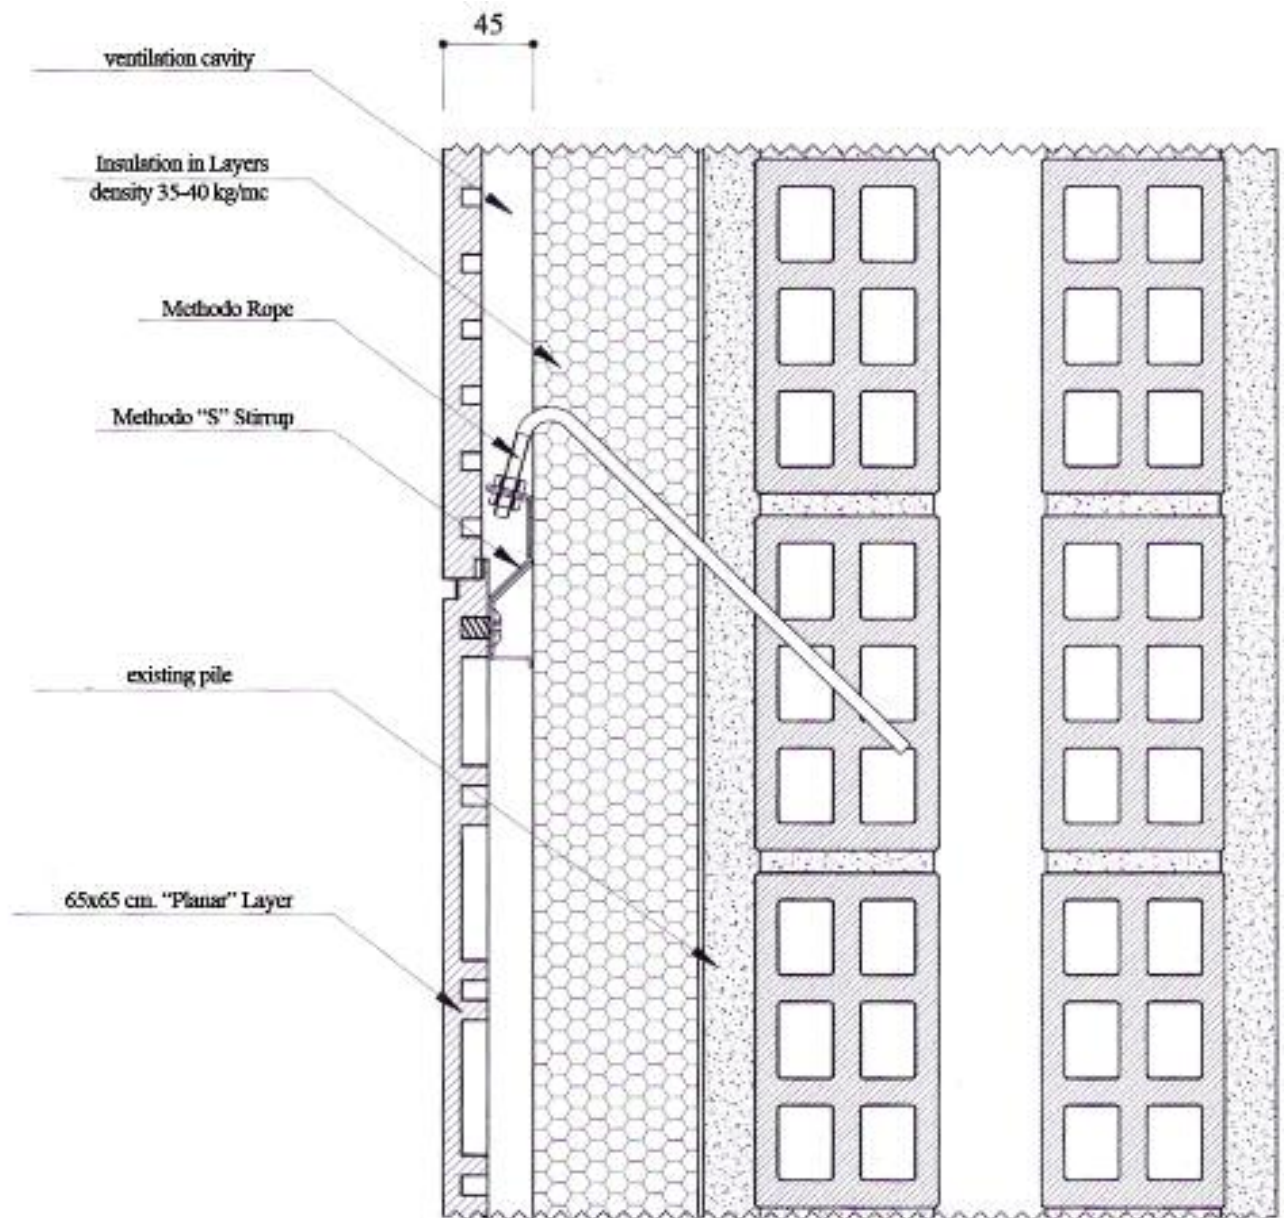 45
ventilation cavity
Insulation in Layers
density 35-40 kg/mc
Methodo Rope
Methodo “S” Stirrup
existing pile
65x65 cm. “Planar” Layer